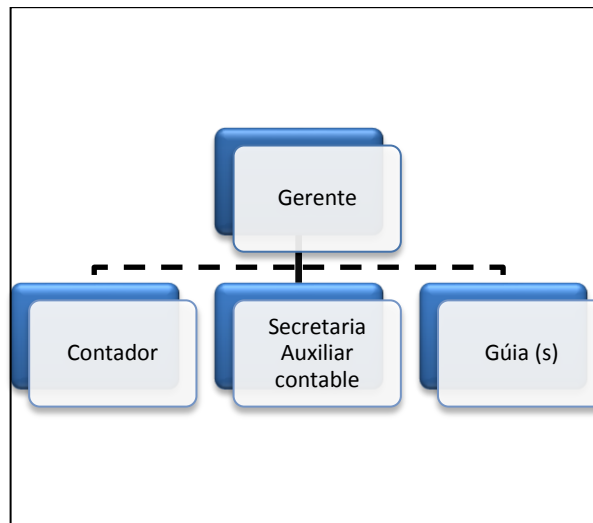 Gerente
Contador
Secretaria
Auxiliar
contable
Gúia (s)